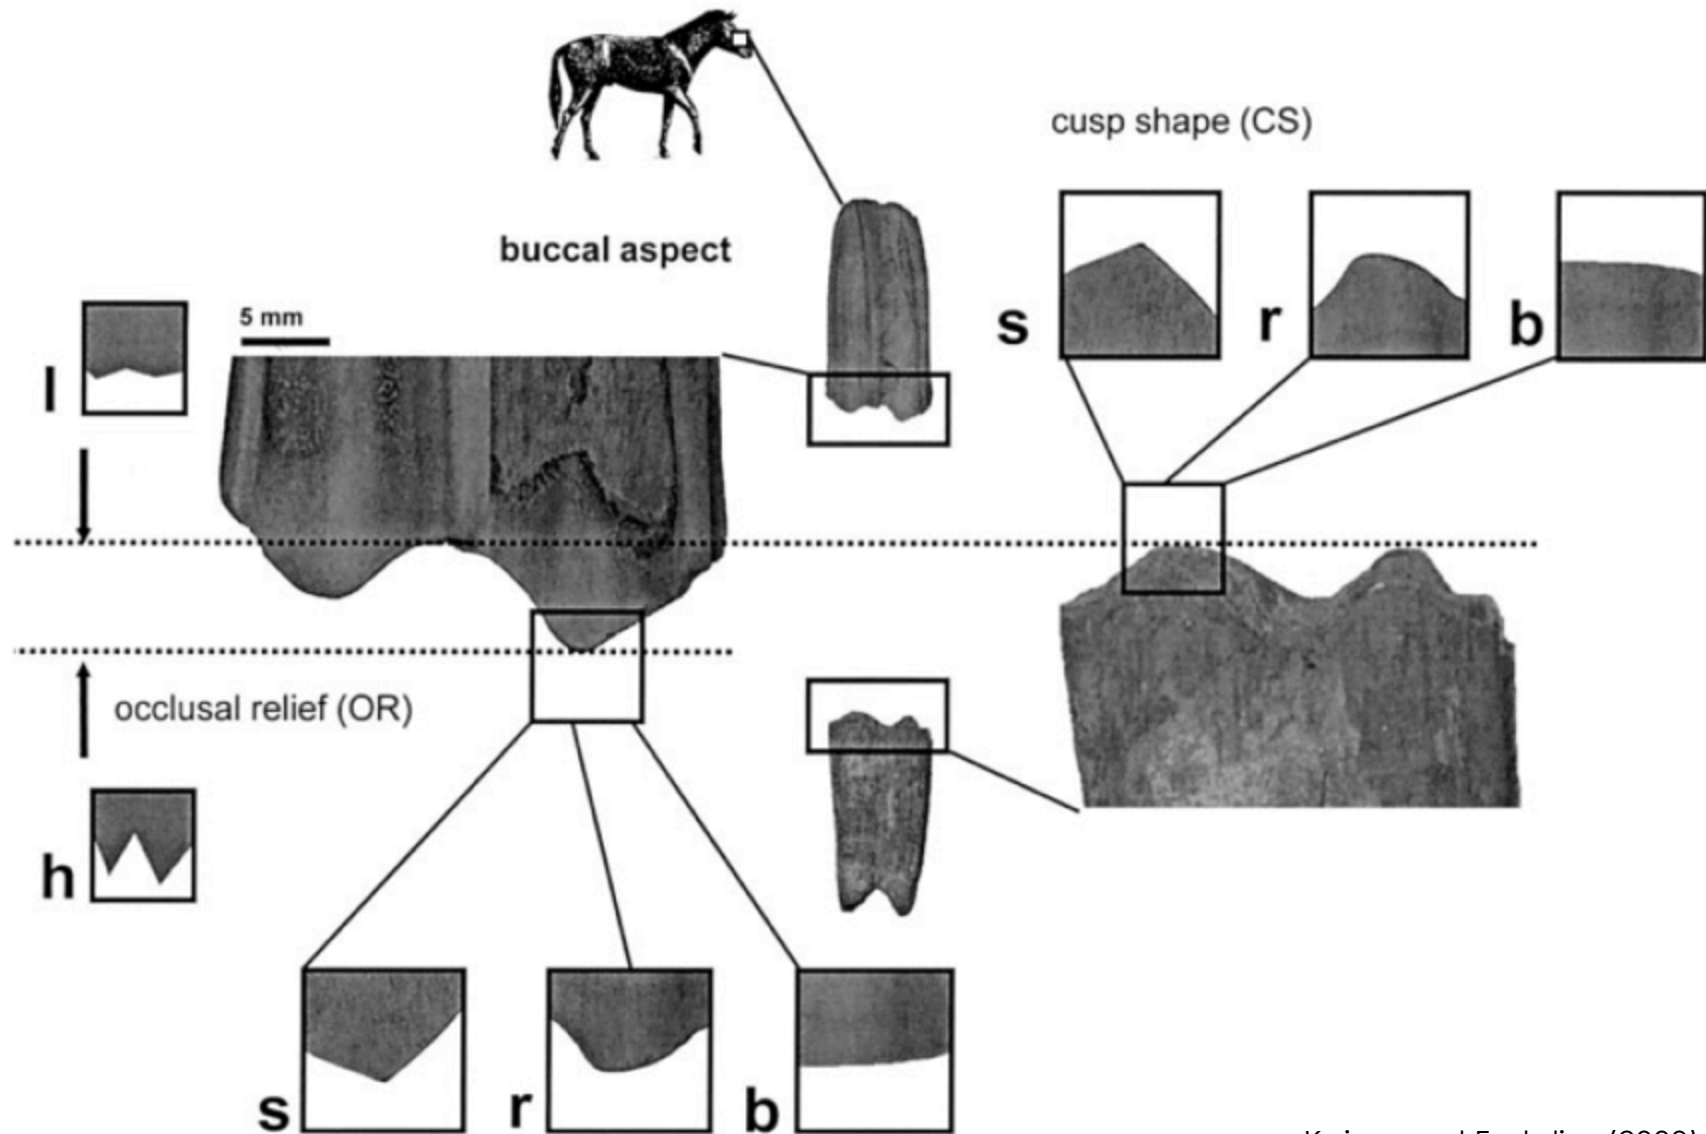 cusp shape (CS)
buccal aspect
s
r
b
5 mm
l
occlusal relief (OR)
h
s
r
b